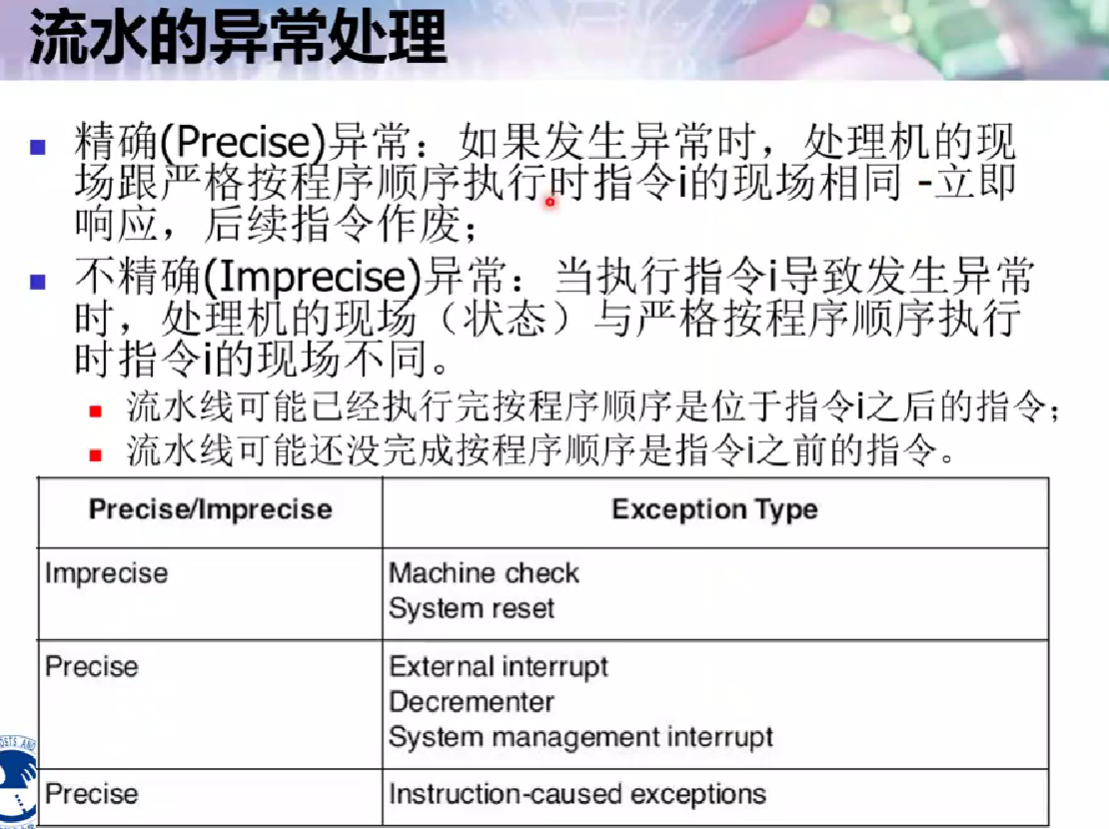 流水的异常处理
精确(Precise)异常：如果发生异常时，处理机的现
场跟严格按程序顺序执行时指令i的现场相同 -立即
响应，后续指令作废；
不精确(Imprecise)异常：当执行指令i导致发生异常
时，处理机的现场（状态）与严格按程序顺序执行
时指令i的现场不同。
流水线可能已经执行完按程序顺序是位于指令i之后的指令；
流水线可能还没完成按程序顺序是指令i之前的指令。
Precise/Imprecise
Exception Type
Imprecise
Machine check
System reset
Precise
External interrupt
Decrementer
System management interrupt
Precise
Instruction-caused exceptions